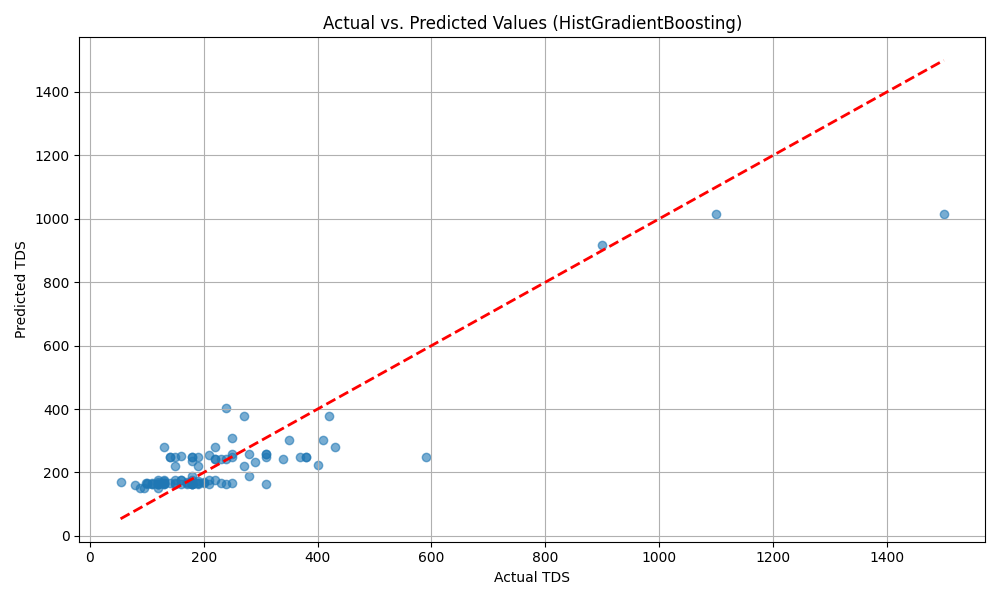 Actual vs. Predicted Values (HistGradientBoosting)
Predicted TDS
1400
1200
1000
800
600
400
200
0
0 200 400 600 800 1000 1200 1400
Actual TDS